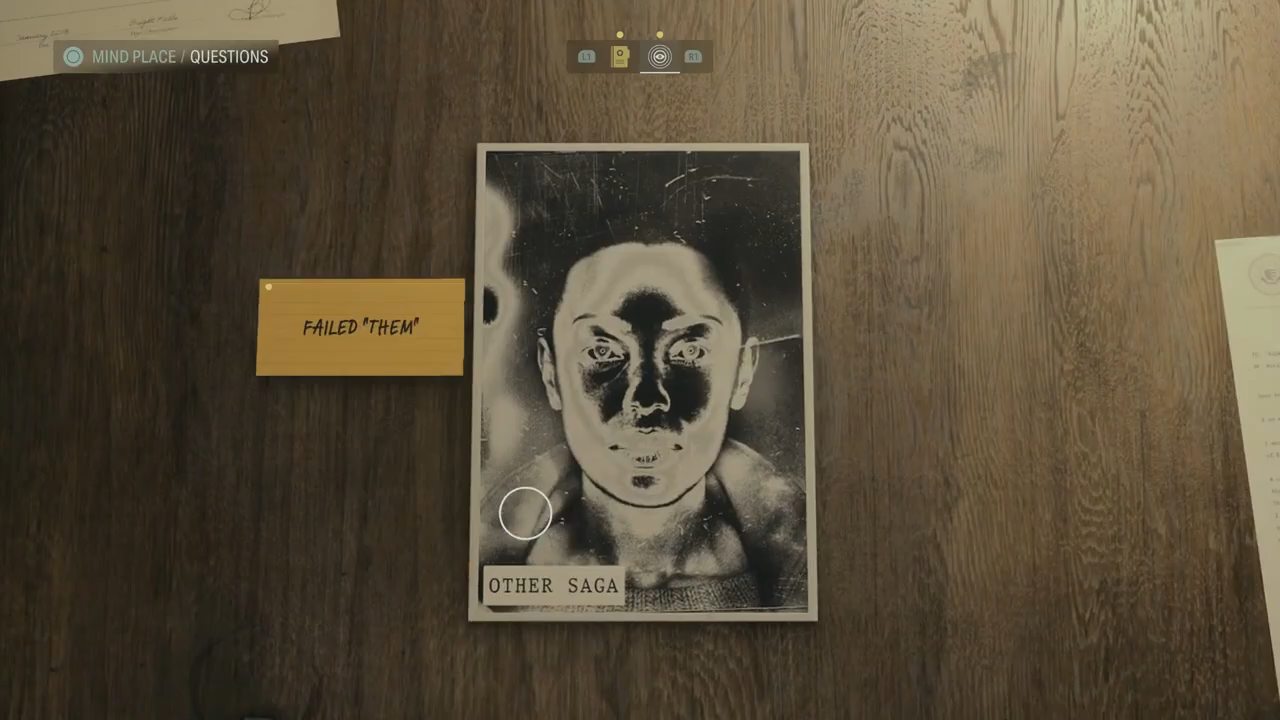 MIND PLACE / QUESTIONS
L1
R1
FAILED "THEM"
OTHER SAGA